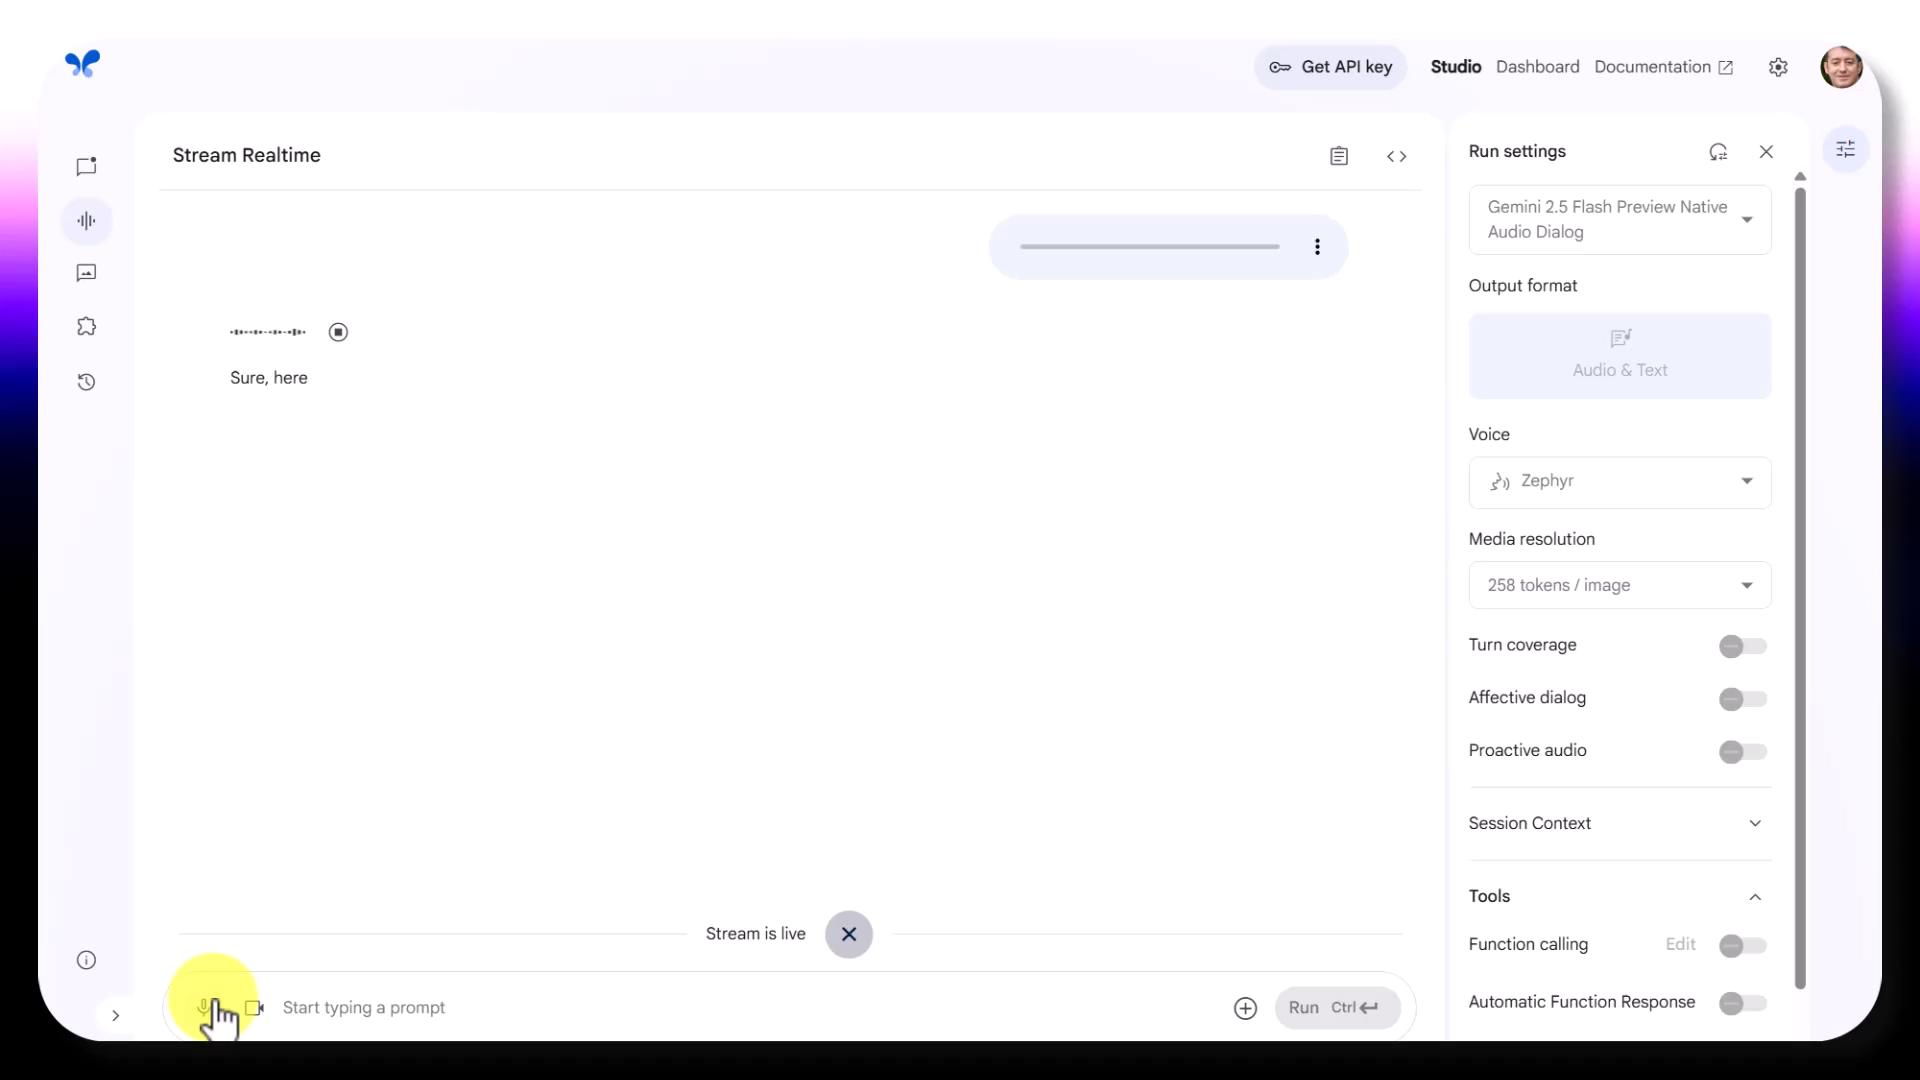 Get API key
Studio
Dashboard
Documentation
Stream Realtime
Run settings
Gemini 2.5 Flash Preview Native
Audio Dialog
Output format
Audio & Text
Sure, here
Voice
Zephyr
Media resolution
258 tokens / image
Turn coverage
Affective dialog
Proactive audio
Session Context
Tools
Stream is live
Function calling
Edit
Start typing a prompt
Run Ctrl
Automatic Function Response